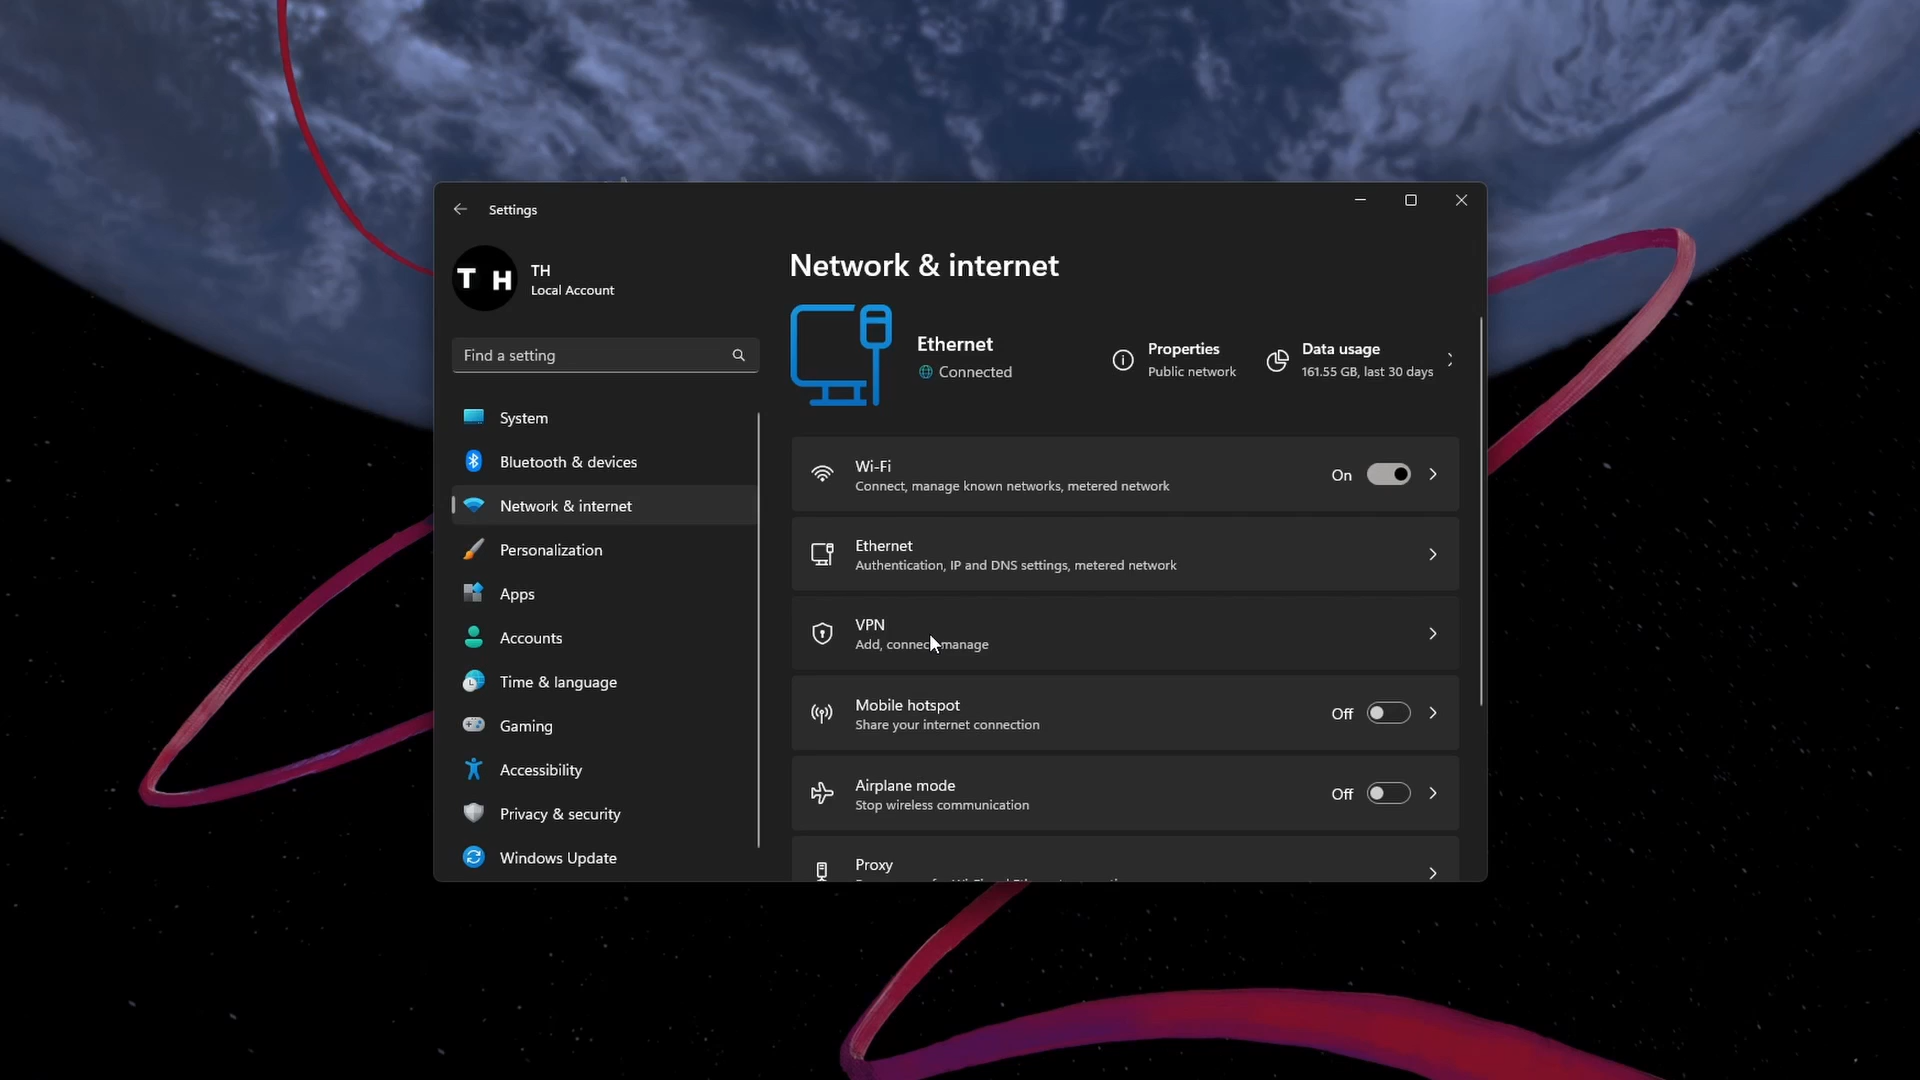 Settings
TH
TH
Local Account
Find a setting
System
Bluetooth & devices
Network & internet
Personalization
Apps
Accounts
Time & language
Gaming
Accessibility
Privacy & security
Windows Update
Network & internet
Ethernet
Connected
Properties
Public network
Data usage
161.55 GB, last 30 days
Wi-Fi
Connect, manage known networks, metered network
On
Ethernet
Authentication, IP and DNS settings, metered network
VPN
Add, connect, manage
Mobile hotspot
Share your internet connection
Off
Airplane mode
Stop wireless communication
Off
Proxy